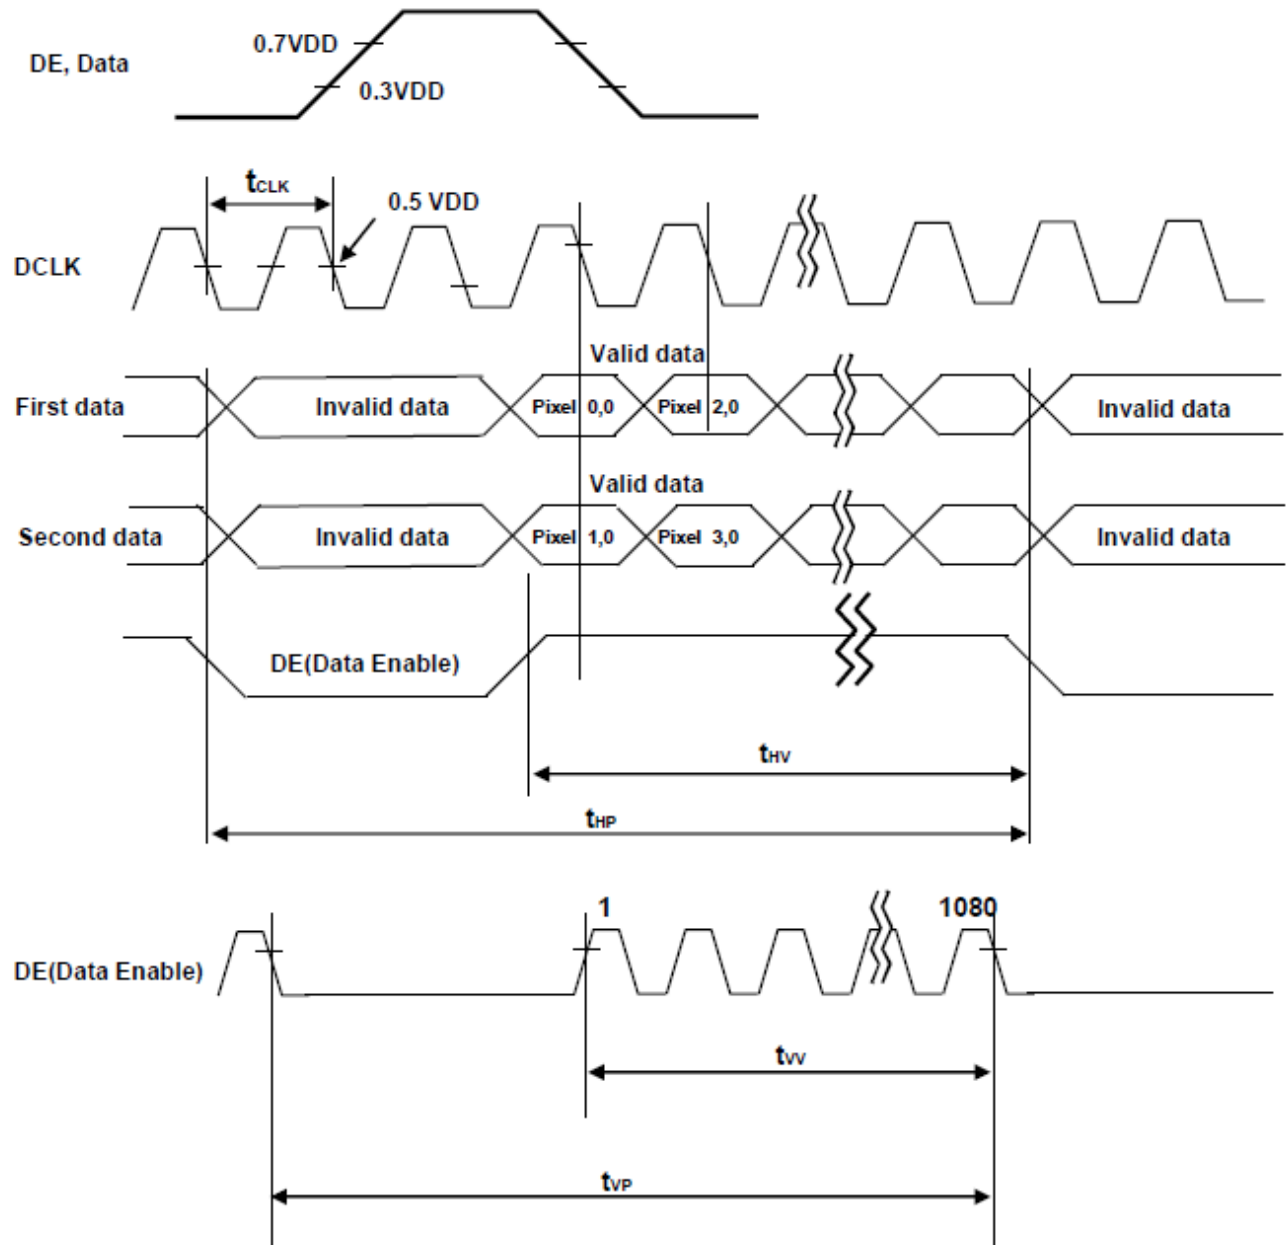 0.7VDD
DE, Data
0.3VDD
tCLK
0.5 VDD
DCLK
Valid data
First data Invalid data Pixel 0,0 Pixel 2,0 Invalid data
Valid data
Second data Invalid data Pixel 1,0 Pixel 3,0 Invalid data
DE(Data Enable)
tHV
tHP
1 1080
DE(Data Enable)
tVV
tVP